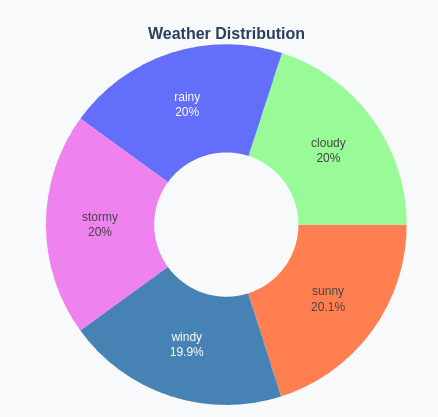 Weather Distribution
rainy
20%
cloudy
20%
stormy
20%
sunny
20.1%
windy
19.9%